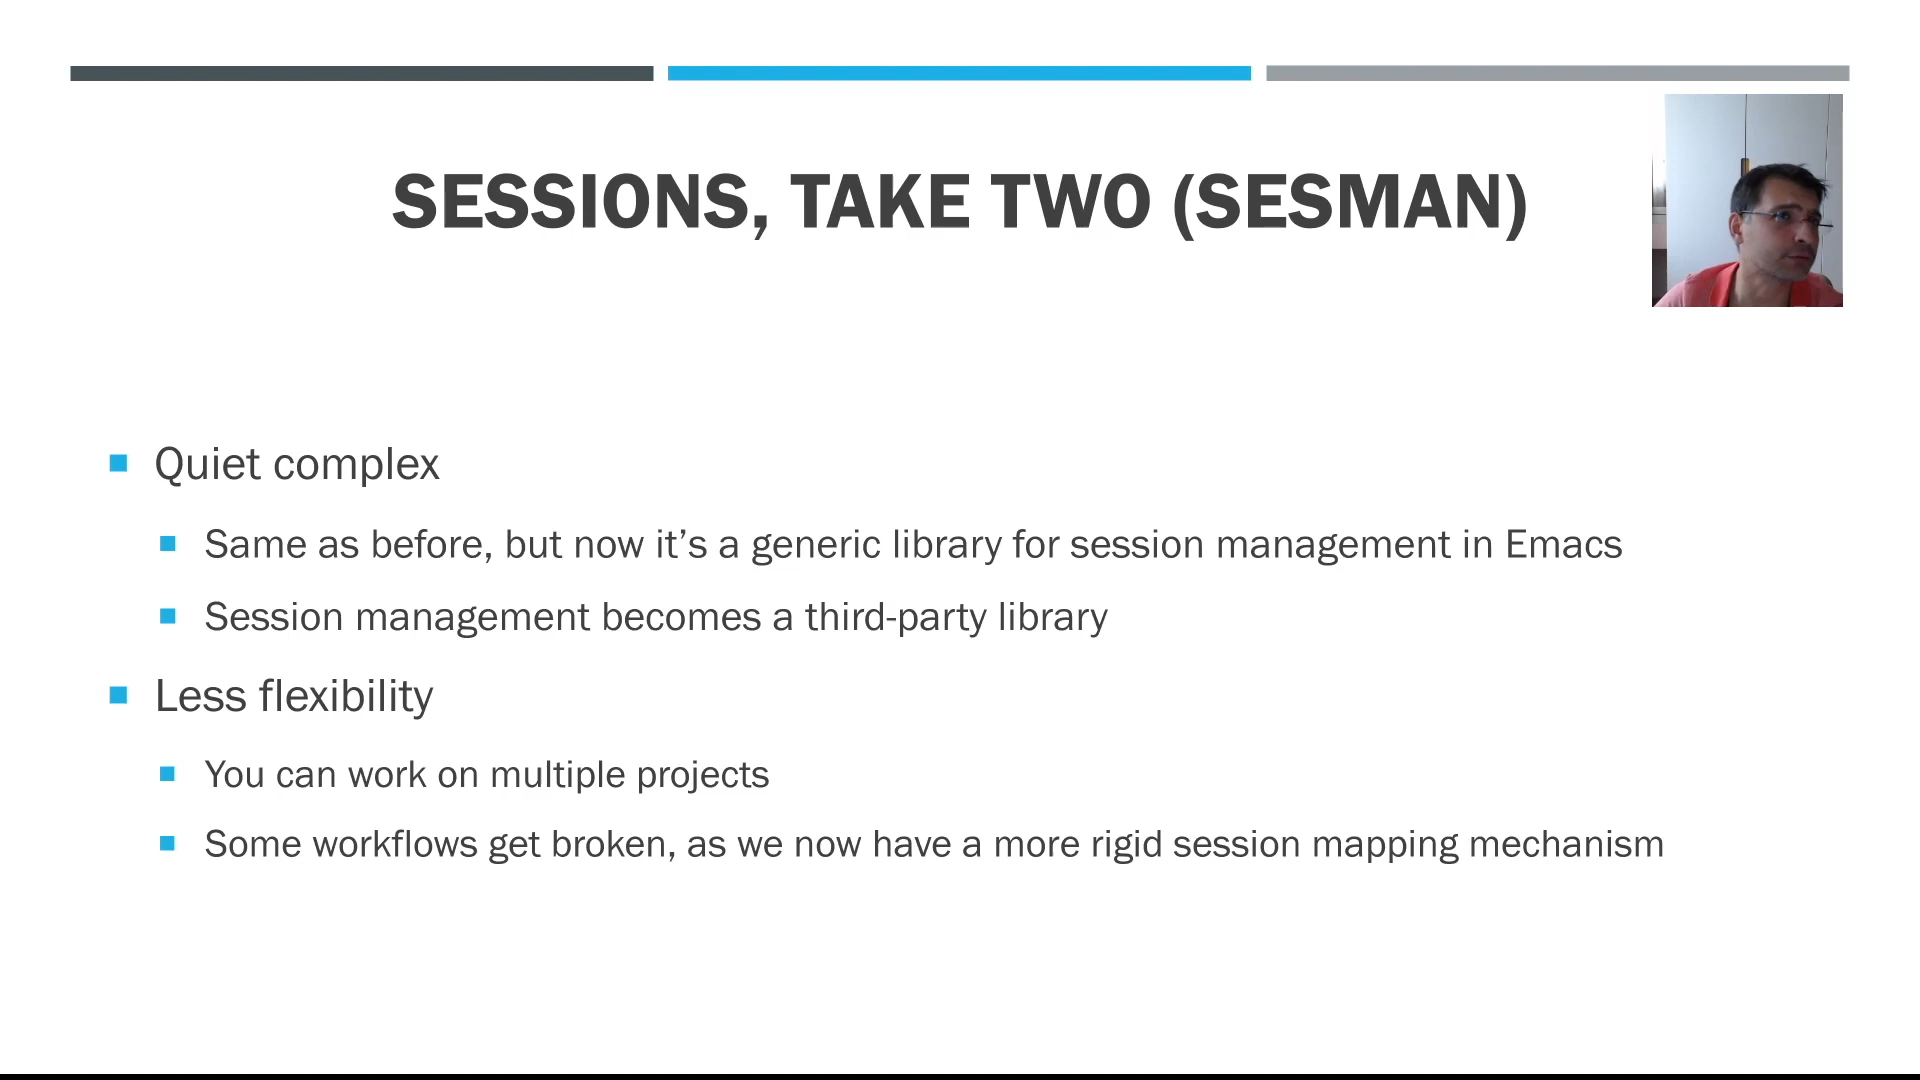 SESSIONS, TAKE TWO (SESMAN)
Quiet complex
Same as before, but now it’s a generic library for session management in Emacs
Session management becomes a third-party library
Less flexibility
You can work on multiple projects
Some workflows get broken, as we now have a more rigid session mapping mechanism